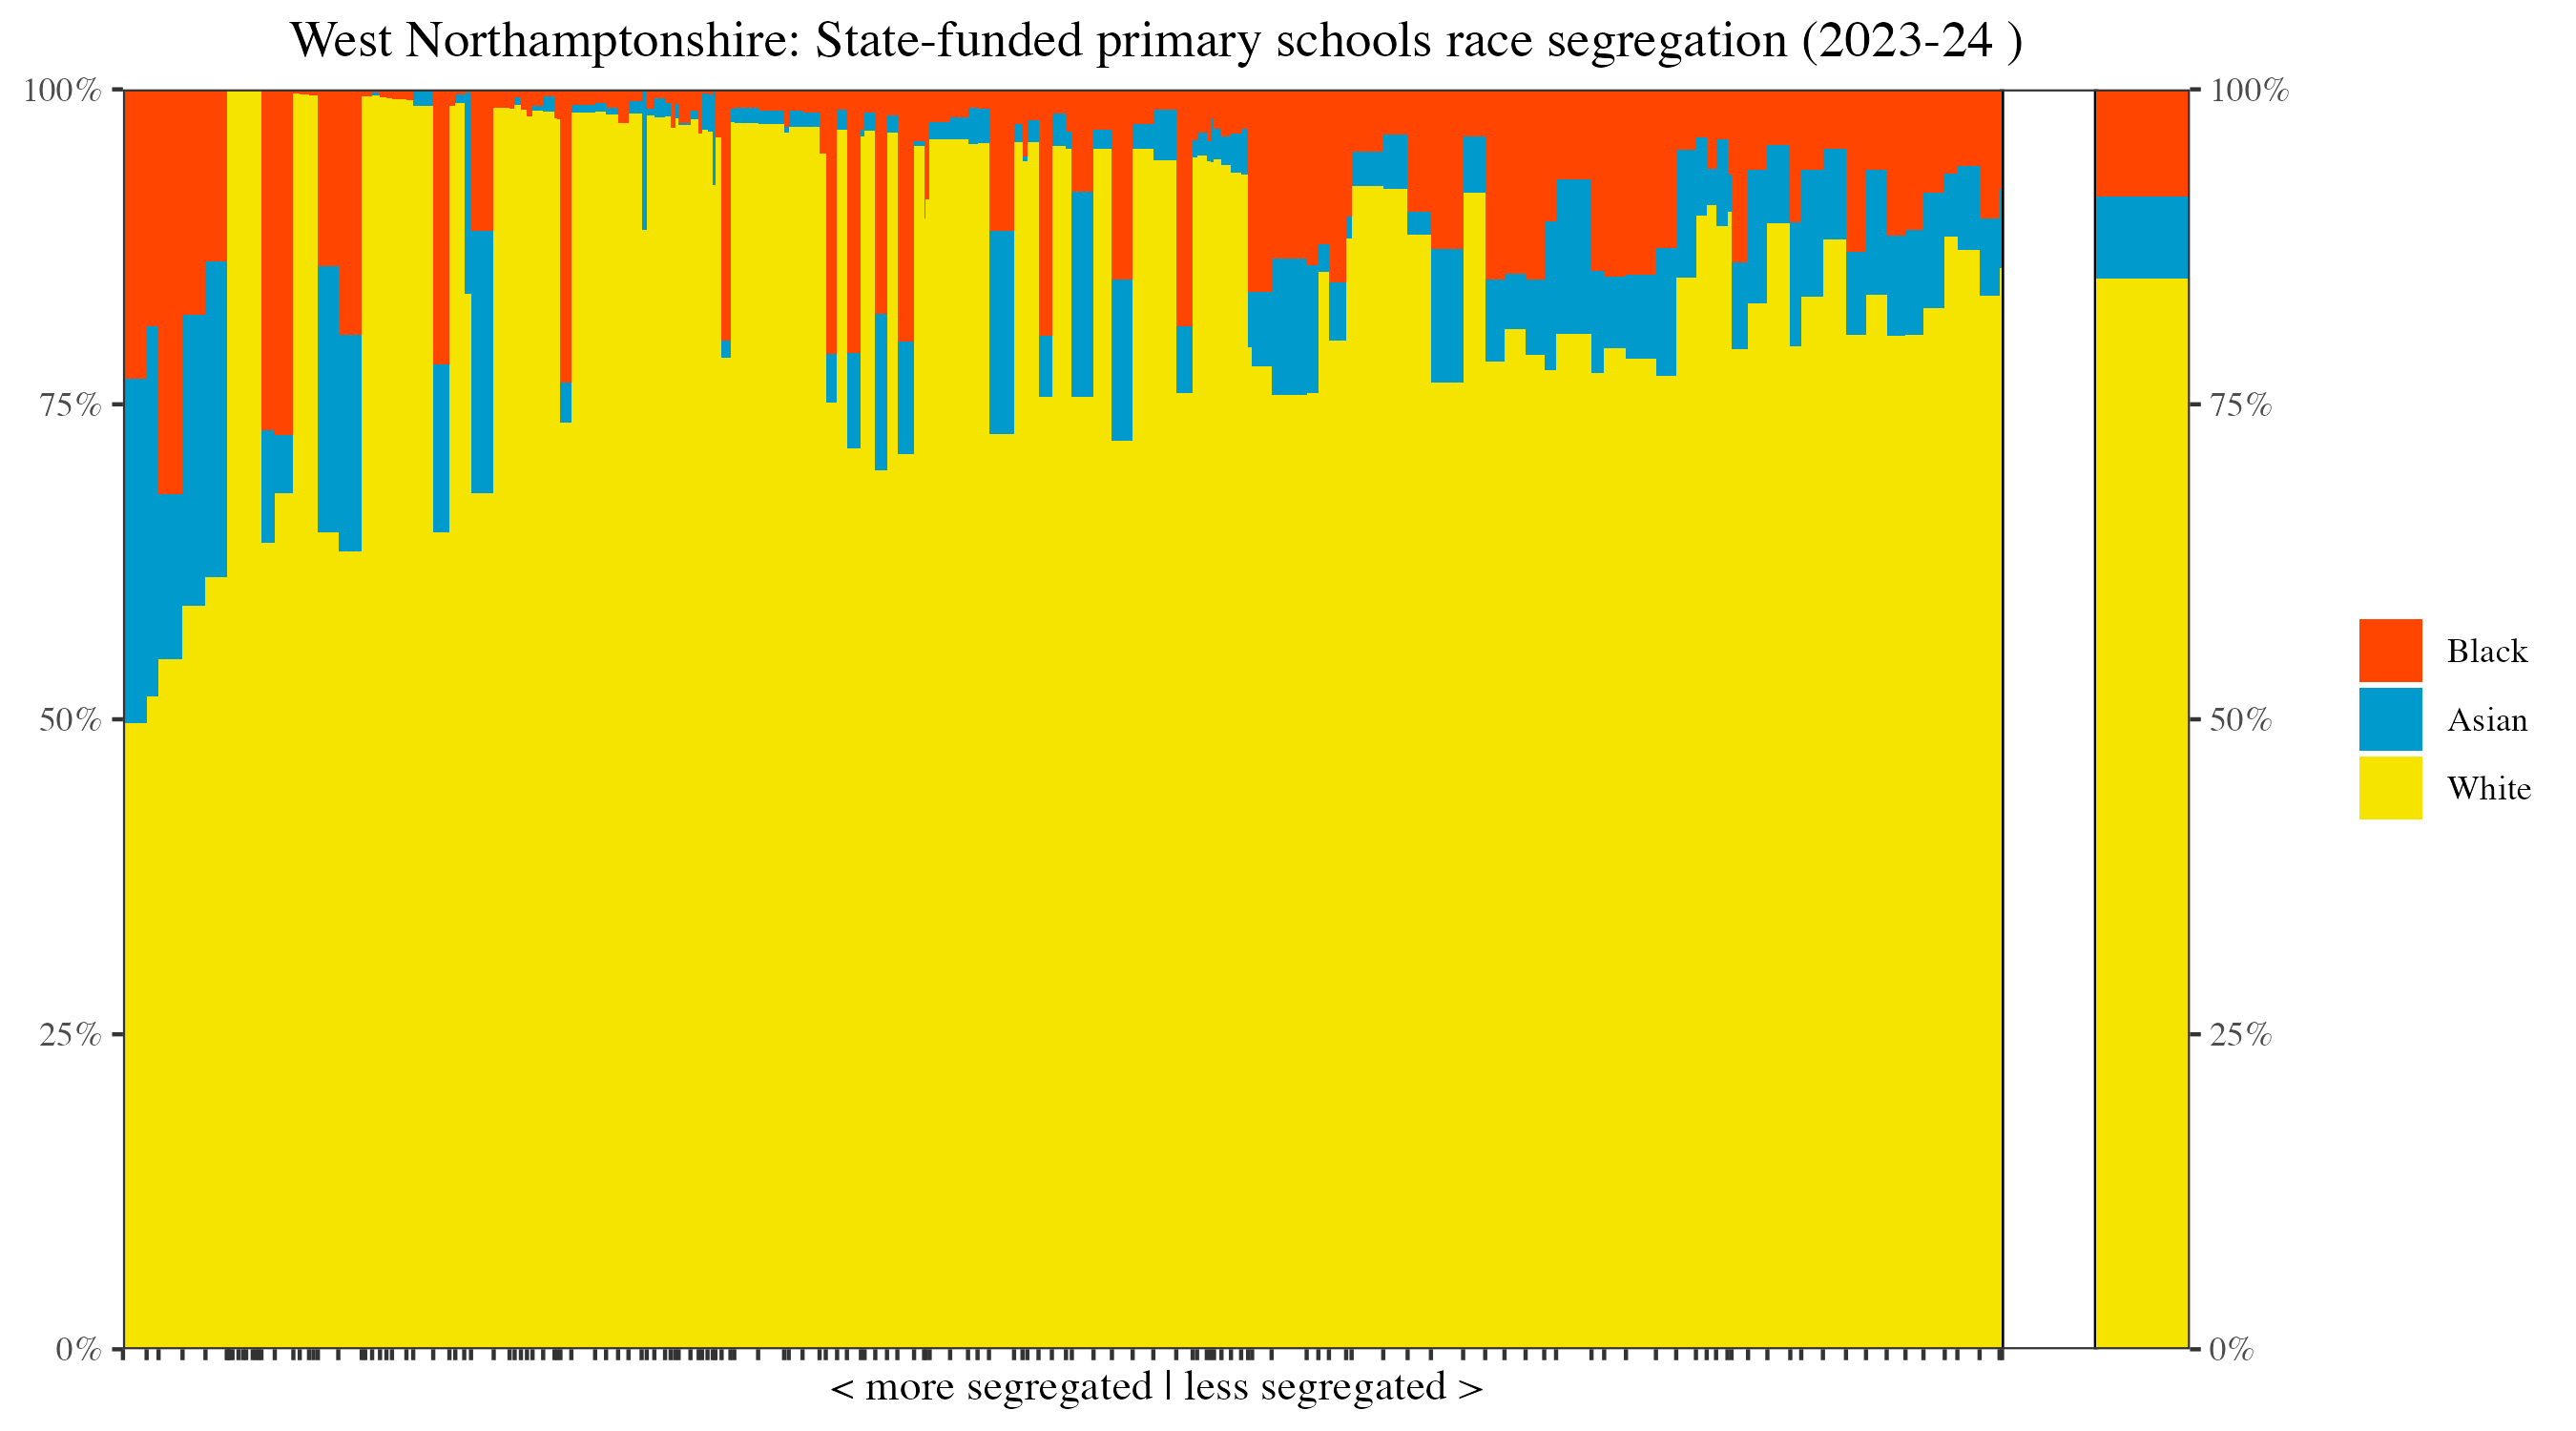 West Northamptonshire: State-funded primary schools race segregation (2023-24 )
100%
75%
50%
25%
0%
100%
75%
50%
25%
0%
Black
Asian
White
< more segregated | less segregated >